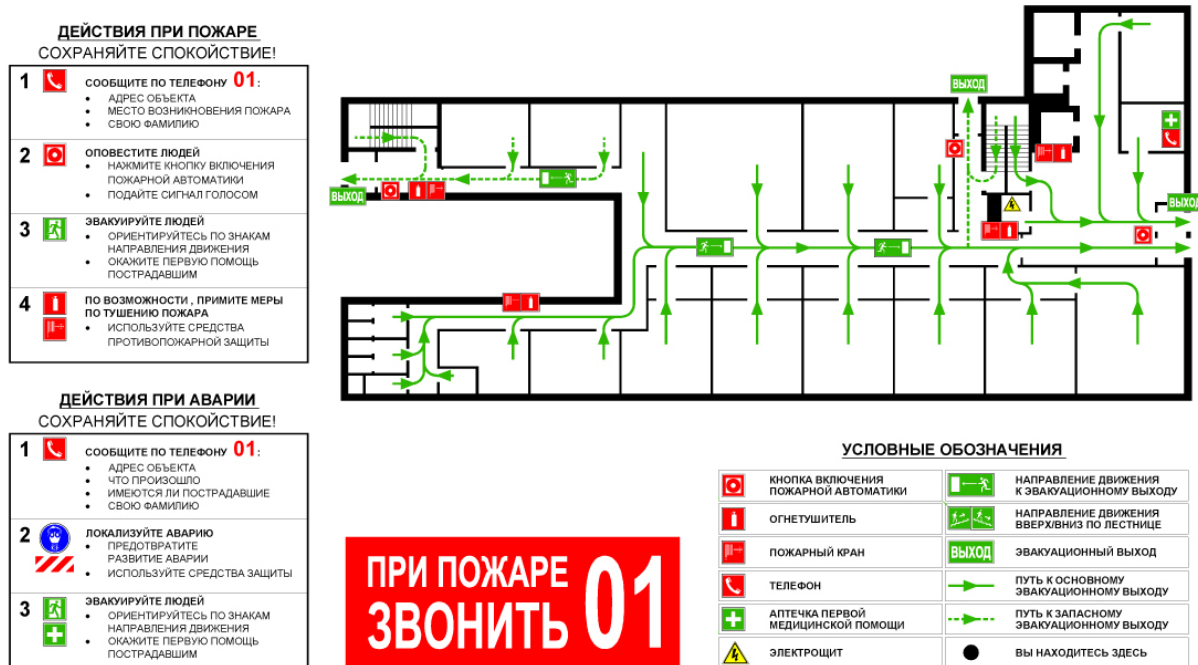 ДЕЙСТВИЯ ПРИ ПОЖАРЕ
СОХРАНЯЙТЕ СПОКОЙСТВИЕ!
1 СООБЩИТЕ ПО ТЕЛЕФОНУ 01:
• АДРЕС ОБЪЕКТА
• МЕСТО ВОЗНИКНОВЕНИЯ ПОЖАРА
• СВОЮ ФАМИЛИЮ
2 ОПОВЕСТИТЕ ЛЮДЕЙ
• НАЖМИТЕ КНОПКУ ВКЛЮЧЕНИЯ
ПОЖАРНОЙ АВТОМАТИКИ
• ПОДАЙТЕ СИГНАЛ ГОЛОСОМ
3 ЭВАКУИРУЙТЕ ЛЮДЕЙ
• ОРИЕНТИРУЙТЕСЬ ПО ЗНАКАМ
НАПРАВЛЕНИЯ ДВИЖЕНИЯ
• ОКАЖИТЕ ПЕРВУЮ ПОМОЩЬ
ПОСТРАДАВШИМ
4 ПО ВОЗМОЖНОСТИ , ПРИМИТЕ МЕРЫ
ПО ТУШЕНИЮ ПОЖАРА
• ИСПОЛЬЗУЙТЕ СРЕДСТВА
ПРОТИВОПОЖАРНОЙ ЗАЩИТЫ
ДЕЙСТВИЯ ПРИ АВАРИИ
СОХРАНЯЙТЕ СПОКОЙСТВИЕ!
1 СООБЩИТЕ ПО ТЕЛЕФОНУ 01:
• АДРЕС ОБЪЕКТА
• ЧТО ПРОИЗОШЛО
• ИМЕЮТСЯ ЛИ ПОСТРАДАВШИЕ
• СВОЮ ФАМИЛИЮ
2 ЛОКАЛИЗУЙТЕ АВАРИЮ
• ПРЕДОТВРАТИТЕ
РАЗВИТИЕ АВАРИИ
• ИСПОЛЬЗУЙТЕ СРЕДСТВА ЗАЩИТЫ
3 ЭВАКУИРУЙТЕ ЛЮДЕЙ
• ОРИЕНТИРУЙТЕСЬ ПО ЗНАКАМ
НАПРАВЛЕНИЯ ДВИЖЕНИЯ
• ОКАЖИТЕ ПЕРВУЮ ПОМОЩЬ
ПОСТРАДАВШИМ
ВЫХОД
ВЫХОД
ВЫХОД
ПРИ ПОЖАРЕ
ЗВОНИТЬ 01
УСЛОВНЫЕ ОБОЗНАЧЕНИЯ
КНОПКА ВКЛЮЧЕНИЯ
ПОЖАРНОЙ АВТОМАТИКИ
ОГНЕТУШИТЕЛЬ
ПОЖАРНЫЙ КРАН
ТЕЛЕФОН
АПТЕЧКА ПЕРВОЙ
МЕДИЦИНСКОЙ ПОМОЩИ
ЭЛЕКТРОЩИТ
НАПРАВЛЕНИЕ ДВИЖЕНИЯ
К ЭВАКУАЦИОННОМУ ВЫХОДУ
НАПРАВЛЕНИЕ ДВИЖЕНИЯ
ВВЕРХ/ВНИЗ ПО ЛЕСТНИЦЕ
ВЫХОД ЭВАКУАЦИОННЫЙ ВЫХОД
ПУТЬ К ОСНОВНОМУ
ЭВАКУАЦИОННОМУ ВЫХОДУ
ПУТЬ К ЗАПАСНОМУ
ЭВАКУАЦИОННОМУ ВЫХОДУ
ВЫ НАХОДИТЕСЬ ЗДЕСЬ